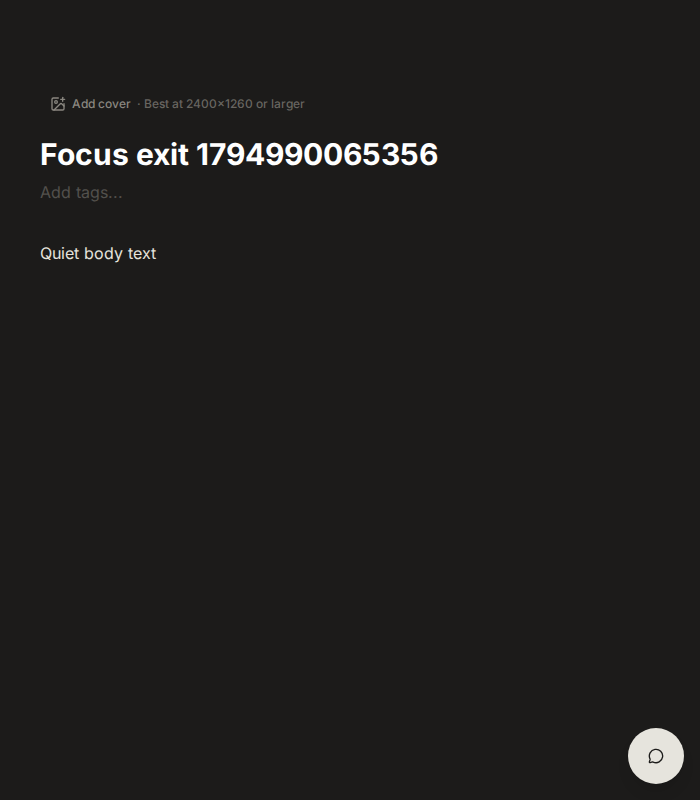 Add cover · Best at 2400×1260 or larger
Focus exit 1794990065356
Add tags...
Quiet body text